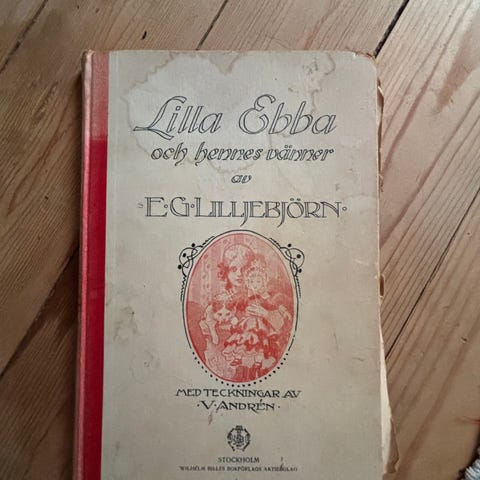 Lilla Ebba
och hennes vänner
av
·E·G·LILLJEBJÖRN·
MED TECKNINGAR AV
·V·ANDRÉN·
STOCKHOLM
WILHELM BILLES BOKFÖRLAGS AKTIEBOLAG